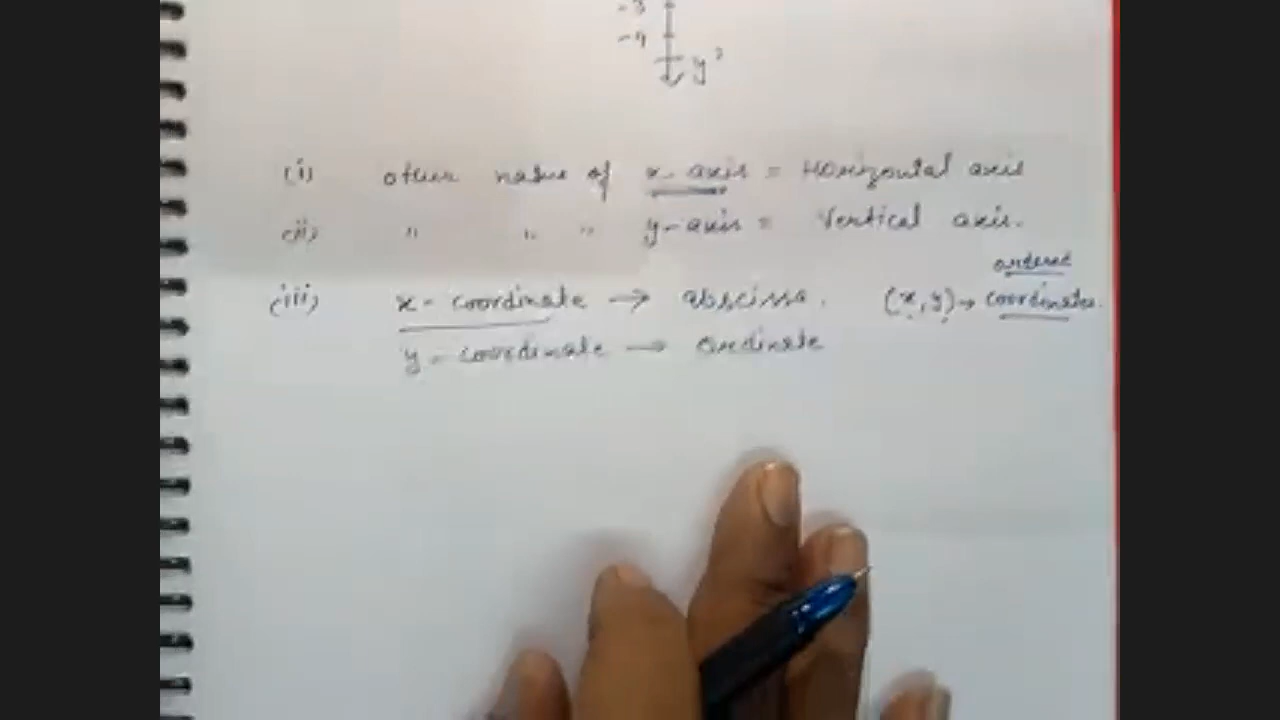 -3
-4
y'
(i) other name of x-axis = Horizontal axis
(ii) " " " y-axis = Vertical axis.
ordered
(iii) x-coordinate → abscissa. (x,y) → coordinates.
y-coordinate → ordinate